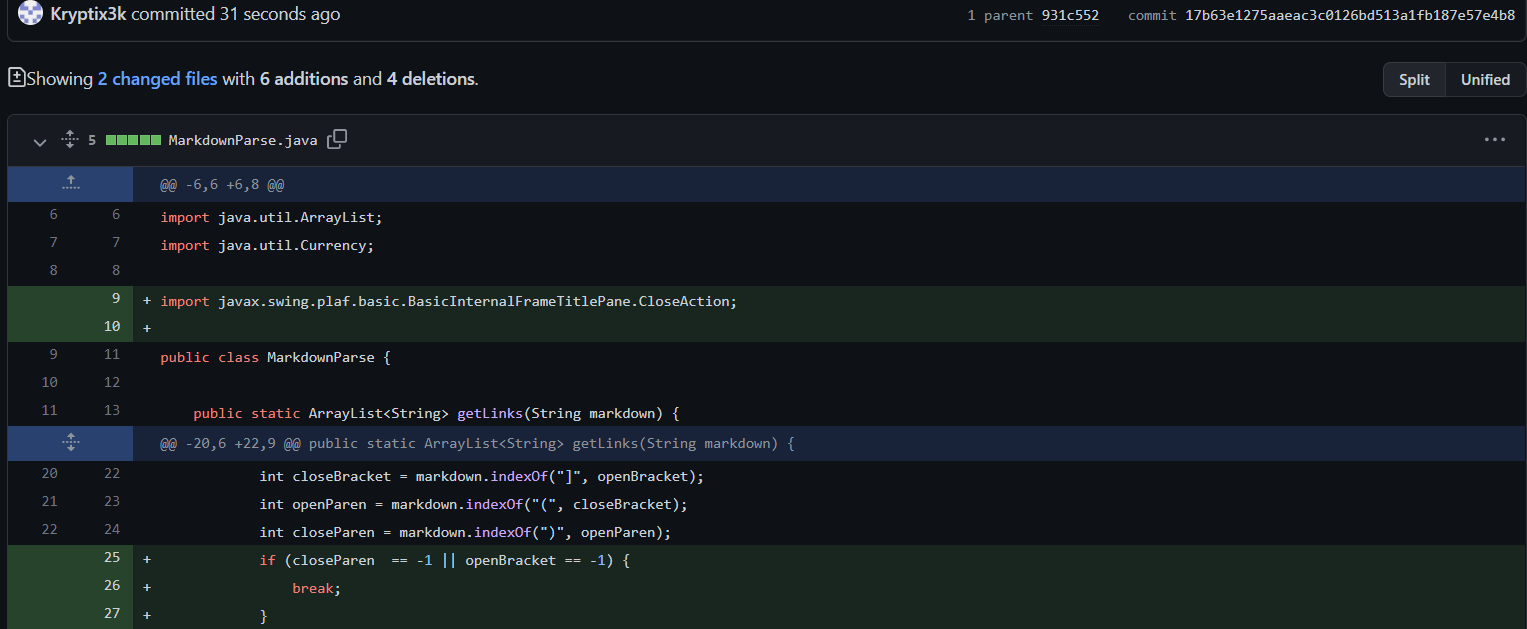 Kryptix3k committed 31 seconds ago 1 parent 931c552 commit 17b63e1275aaeac3c0126bd513a1fb187e57e4b8
Showing 2 changed files with 6 additions and 4 deletions. Split Unified
5 MarkdownParse.java
@@ -6,6 +6,8 @@
6 6 import java.util.ArrayList;
7 7 import java.util.Currency;
8 8
9 + import javax.swing.plaf.basic.BasicInternalFrameTitlePane.CloseAction;
10 +
9 11 public class MarkdownParse {
10 12
11 13 public static ArrayList<String> getLinks(String markdown) {
@@ -20,6 +22,9 @@ public static ArrayList<String> getLinks(String markdown) {
20 22 int closeBracket = markdown.indexOf("]", openBracket);
21 23 int openParen = markdown.indexOf("(", closeBracket);
22 24 int closeParen = markdown.indexOf(")", openParen);
25 + if (closeParen  == -1 || openBracket == -1) {
26 + break;
27 + }